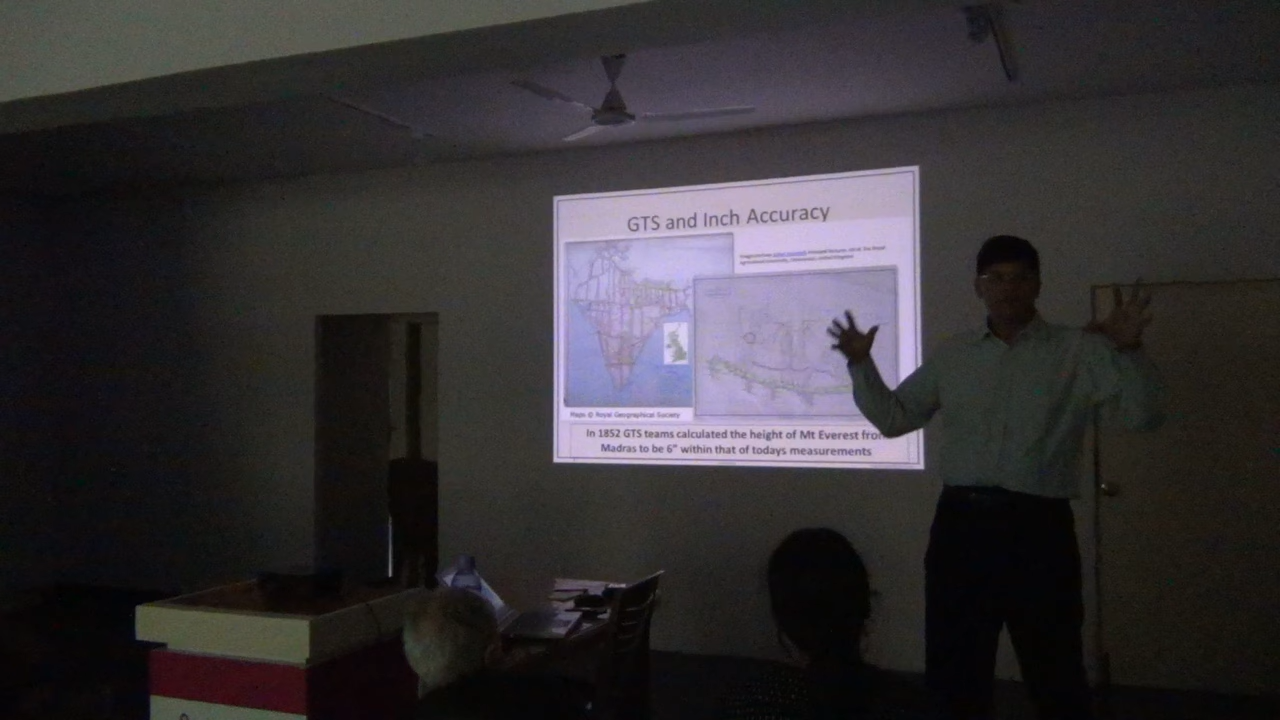 GTS and Inch Accuracy
Maps © Royal Geographical Society
In 1852 GTS teams calculated the height of Mt Everest from
Madras to be 6" within that of todays measurements